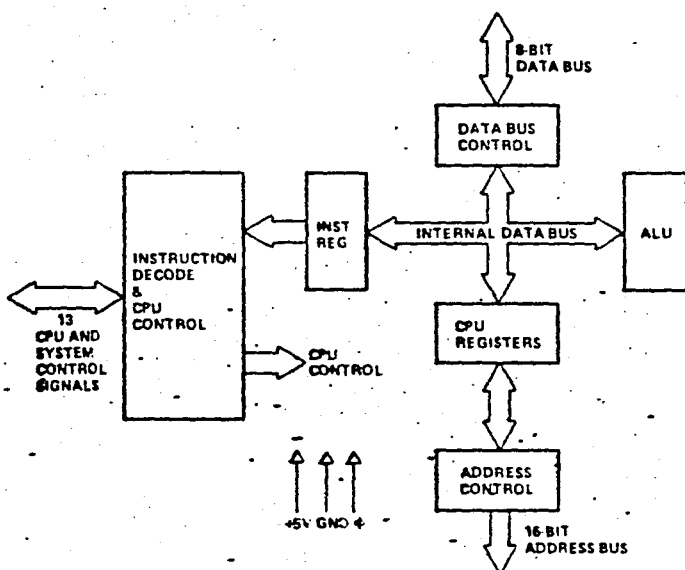 8-BIT
DATA BUS
DATA BUS
CONTROL
INST
REG
INTERNAL DATA BUS
ALU
INSTRUCTION
DECODE
&
CPU
CONTROL
13
CPU AND
SYSTEM
CONTROL
SIGNALS
CPU
CONTROL
CPU
REGISTERS
ADDRESS
CONTROL
+5V GND Φ
16-BIT
ADDRESS BUS